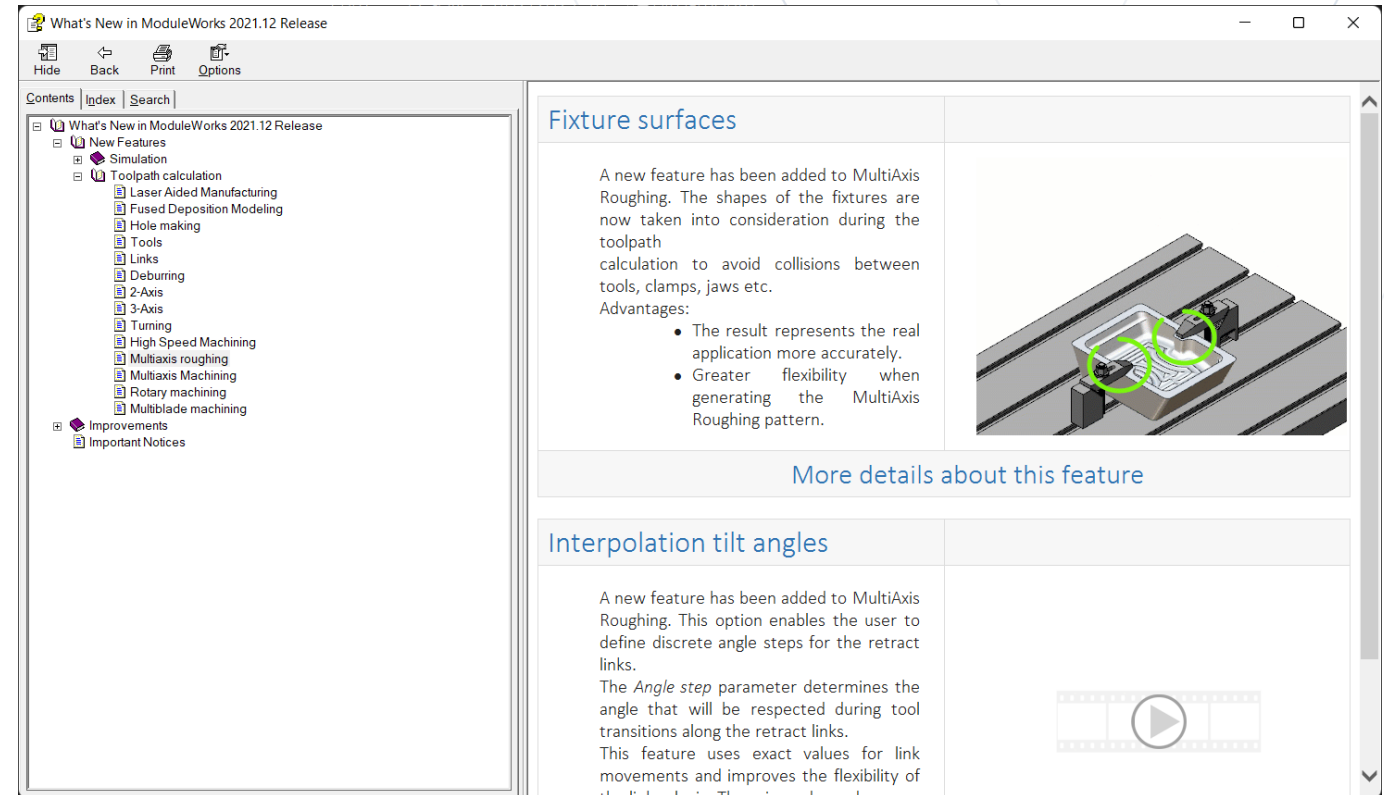 What's New in ModuleWorks 2021.12 Release
Hide Back Print Options
Contents Index Search
What's New in ModuleWorks 2021.12 Release
New Features
Simulation
Toolpath calculation
Laser Aided Manufacturing
Fused Deposition Modeling
Hole making
Tools
Links
Deburring
2-Axis
3-Axis
Turning
High Speed Machining
Multiaxis roughing
Multiaxis Machining
Rotary machining
Multiblade machining
Improvements
Important Notices
Fixture surfaces
A new feature has been added to MultiAxis
Roughing. The shapes of the fixtures are
now taken into consideration during the
toolpath
calculation to avoid collisions between
tools, clamps, jaws etc.
Advantages:
● The result represents the real
application more accurately.
● Greater flexibility when
generating the MultiAxis
Roughing pattern.
More details about this feature
Interpolation tilt angles
A new feature has been added to MultiAxis
Roughing. This option enables the user to
define discrete angle steps for the retract
links.
The Angle step parameter determines the
angle that will be respected during tool
transitions along the retract links.
This feature uses exact values for link
movements and improves the flexibility of